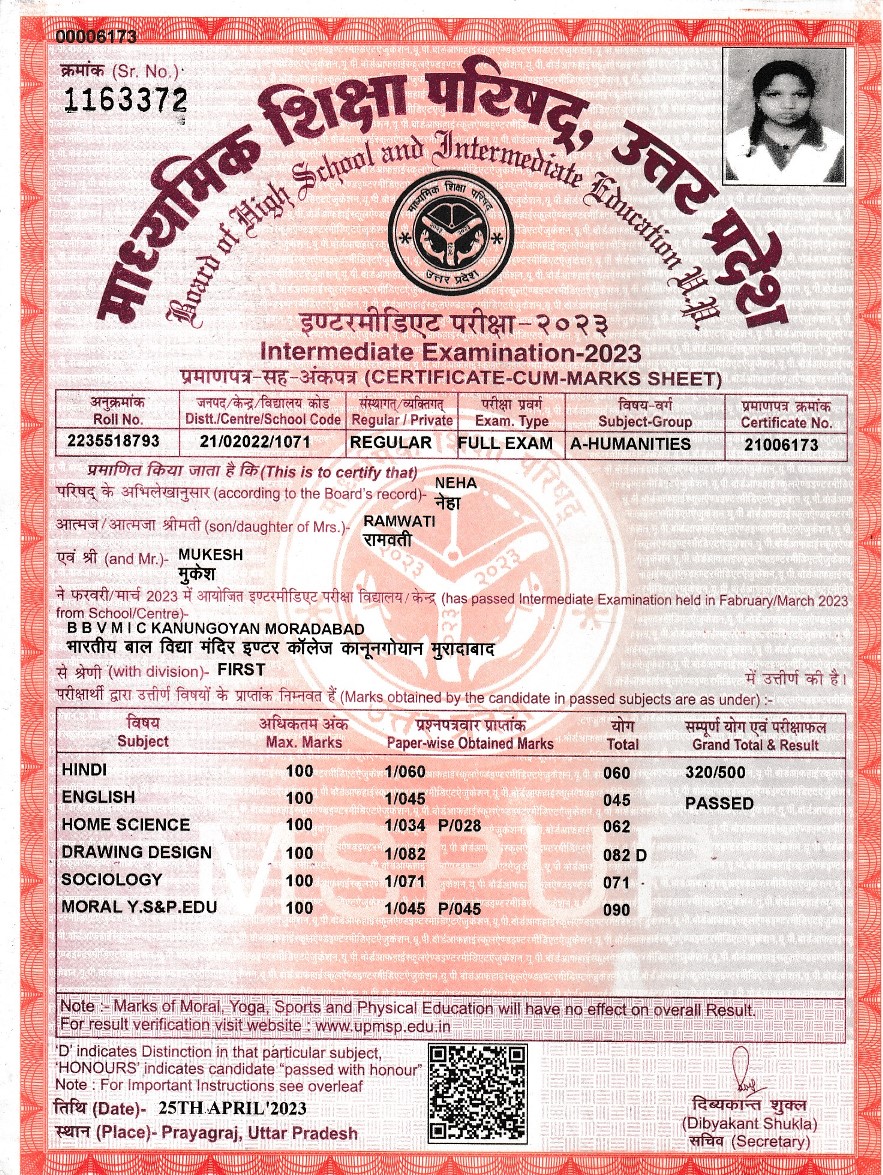 00006173
क्रमांक (Sr. No.)
1163372
माध्यमिक शिक्षा परिषद्, उत्तर प्रदेश
Board of High School and Intermediate Education U.P.
माध्यमिक शिक्षा परिषद्
उत्तर प्रदेश
इण्टरमीडिएट परीक्षा-२०२३
Intermediate Examination-2023
प्रमाणपत्र-सह-अंकपत्र (CERTIFICATE-CUM-MARKS SHEET)
अनुक्रमांक जनपद/केन्द्र/विद्यालय कोड संस्थागत/व्यक्तिगत परीक्षा प्रवर्ग विषय-वर्ग प्रमाणपत्र क्रमांक
Roll No. Distt./Centre/School Code Regular / Private Exam. Type Subject-Group Certificate No.
2235518793 21/02022/1071 REGULAR FULL EXAM A-HUMANITIES 21006173
प्रमाणित किया जाता है कि (This is to certify that)
परिषद् के अभिलेखानुसार (according to the Board's record)- NEHA
नेहा
आत्मज/आत्मजा श्रीमती (son/daughter of Mrs.)- RAMWATI
रामवती
एवं श्री (and Mr.)- MUKESH
मुकेश
ने फरवरी/मार्च 2023 में आयोजित इण्टरमीडिएट परीक्षा विद्यालय/केन्द्र (has passed Intermediate Examination held in Fabruary/March 2023
from School/Centre)-
B B V M I C KANUNGOYAN MORADABAD
भारतीय बाल विद्या मंदिर इण्टर कॉलेज कानूनगोयान मुरादाबाद
से श्रेणी (with division)- FIRST में उत्तीर्ण की है।
परीक्षार्थी द्वारा उत्तीर्ण विषयों के प्राप्तांक निम्नवत हैं (Marks obtained by the candidate in passed subjects are as under) :-
विषय अधिकतम अंक प्रश्नपत्रवार प्राप्तांक योग सम्पूर्ण योग एवं परीक्षाफल
Subject Max. Marks Paper-wise Obtained Marks Total Grand Total & Result
HINDI 100 1/060 060 320/500
ENGLISH 100 1/045 045 PASSED
HOME SCIENCE 100 1/034 P/028 062
DRAWING DESIGN 100 1/082 082 D
SOCIOLOGY 100 1/071 071
MORAL Y.S&P.EDU 100 1/045 P/045 090
MSPUP
Note :- Marks of Moral, Yoga, Sports and Physical Education will have no effect on overall Result.
For result verification visit website : www.upmsp.edu.in
'D' indicates Distinction in that particular subject,
'HONOURS' indicates candidate "passed with honour"
Note : For Important Instructions see overleaf
तिथि (Date)- 25TH APRIL'2023
स्थान (Place)- Prayagraj, Uttar Pradesh
दिब्यकान्त शुक्ल
(Dibyakant Shukla)
सचिव (Secretary)